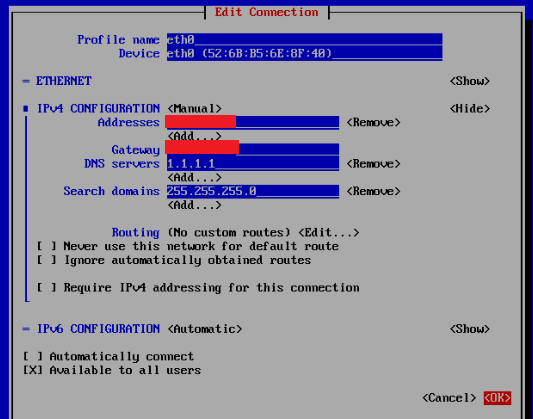 Edit Connection
Profile name eth0
Device eth0 (52:6B:B5:6E:8F:40)
= ETHERNET <Show>
IPv4 CONFIGURATION <Manual> <Hide>
Addresses <Remove>
<Add...>
Gateway
DNS servers 1.1.1.1 <Remove>
<Add...>
Search domains 255.255.255.0 <Remove>
<Add...>
Routing (No custom routes) <Edit...>
[ ] Never use this network for default route
[ ] Ignore automatically obtained routes
[ ] Require IPv4 addressing for this connection
= IPv6 CONFIGURATION <Automatic> <Show>
[ ] Automatically connect
[X] Available to all users
<Cancel> <OK>